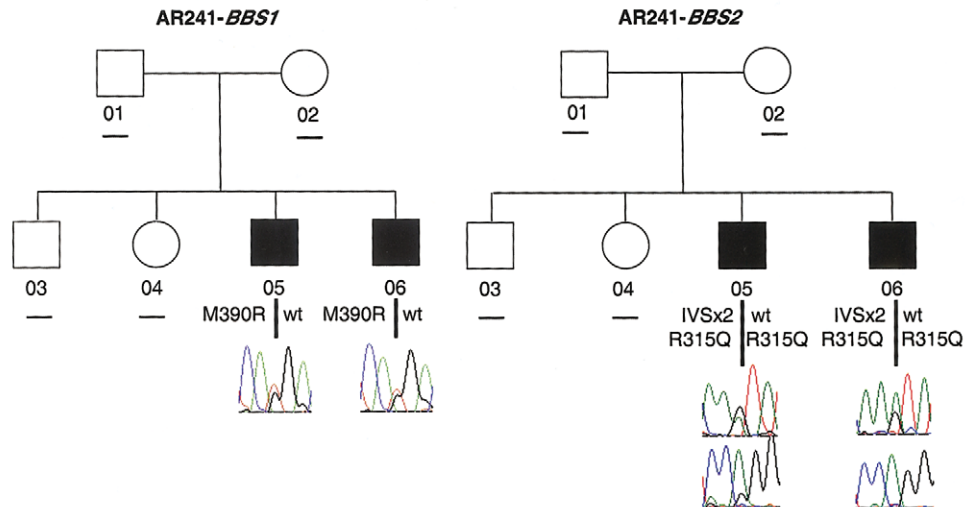 AR241-BBS1
01 02
03 04 05 06
M390R wt M390R wt
AR241-BBS2
01 02
03 04 05 06
IVSx2 wt IVSx2 wt
R315Q R315Q R315Q R315Q